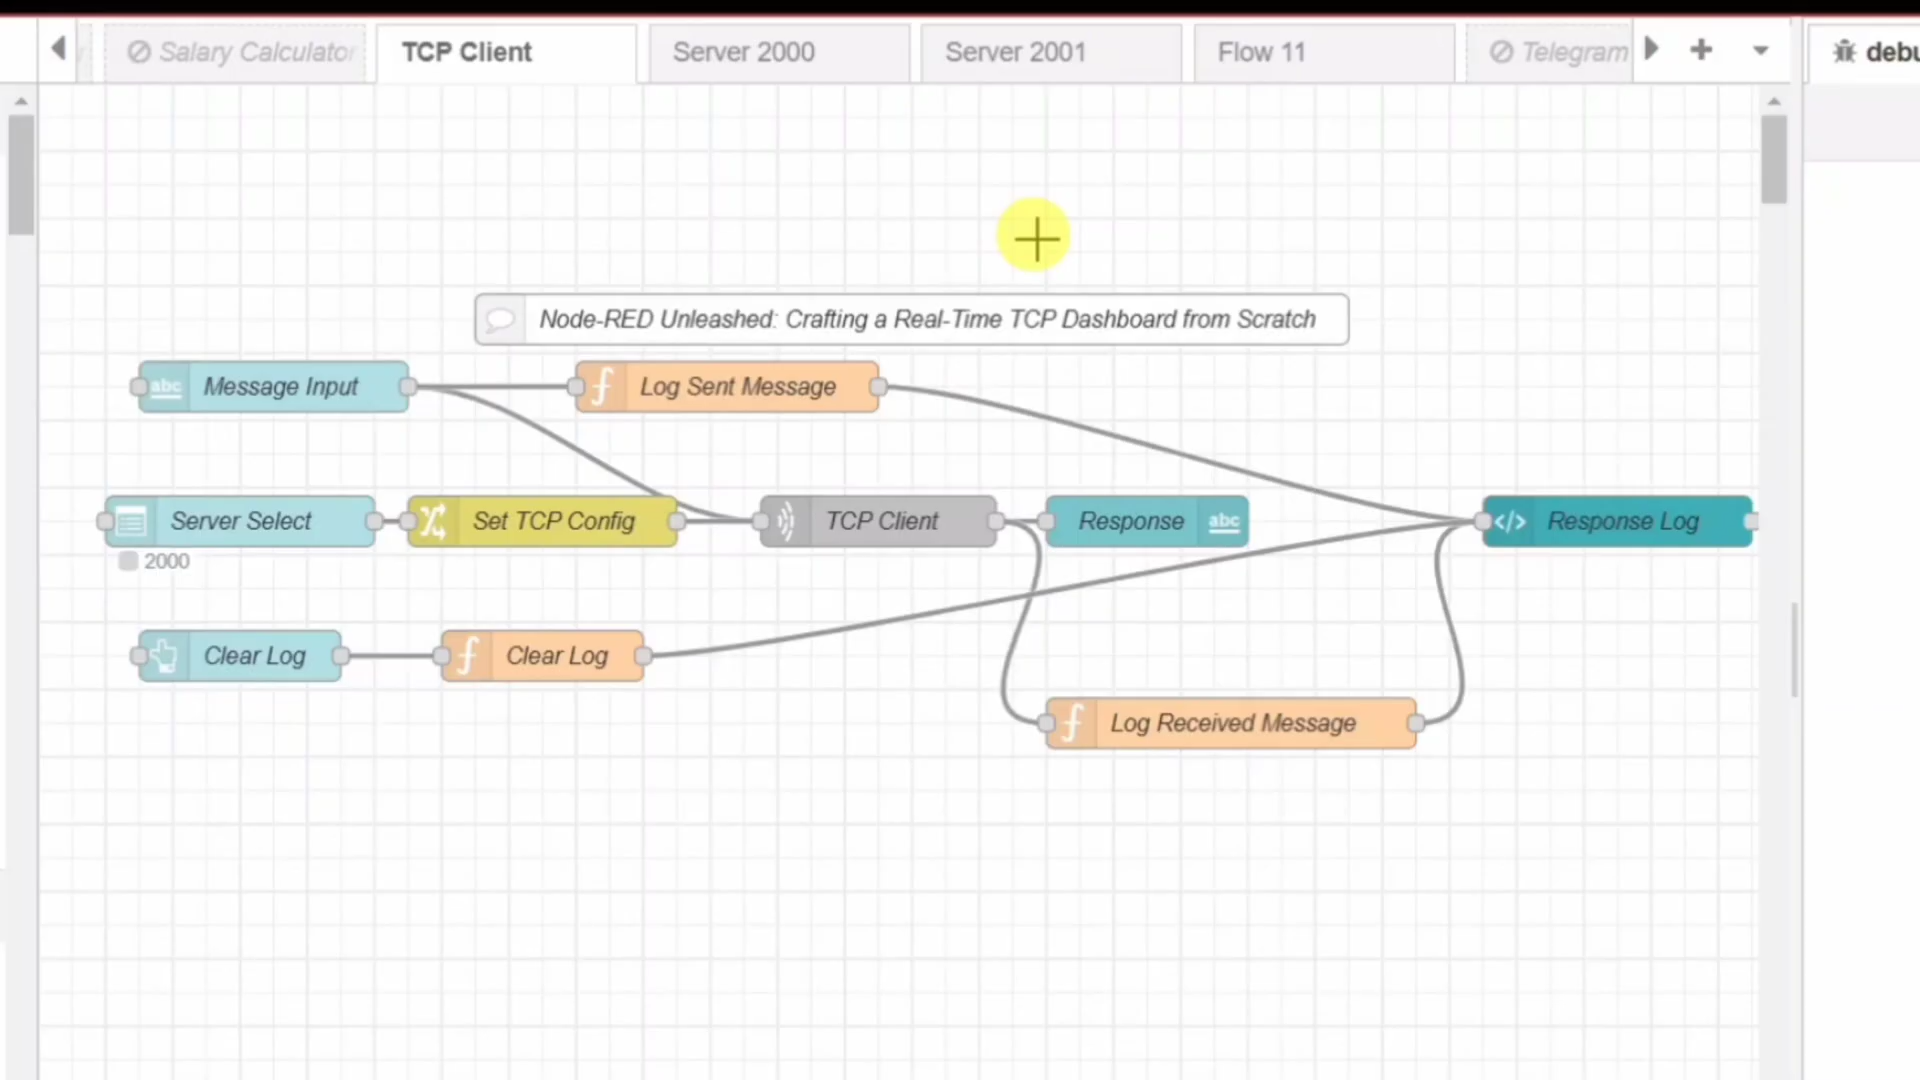 Salary Calculator
TCP Client
Server 2000
Server 2001
Flow 11
Telegram
debu
Node-RED Unleashed: Crafting a Real-Time TCP Dashboard from Scratch
abc Message Input
Log Sent Message
Server Select
Set TCP Config
TCP Client
Response abc
</> Response Log
2000
Clear Log
Clear Log
Log Received Message